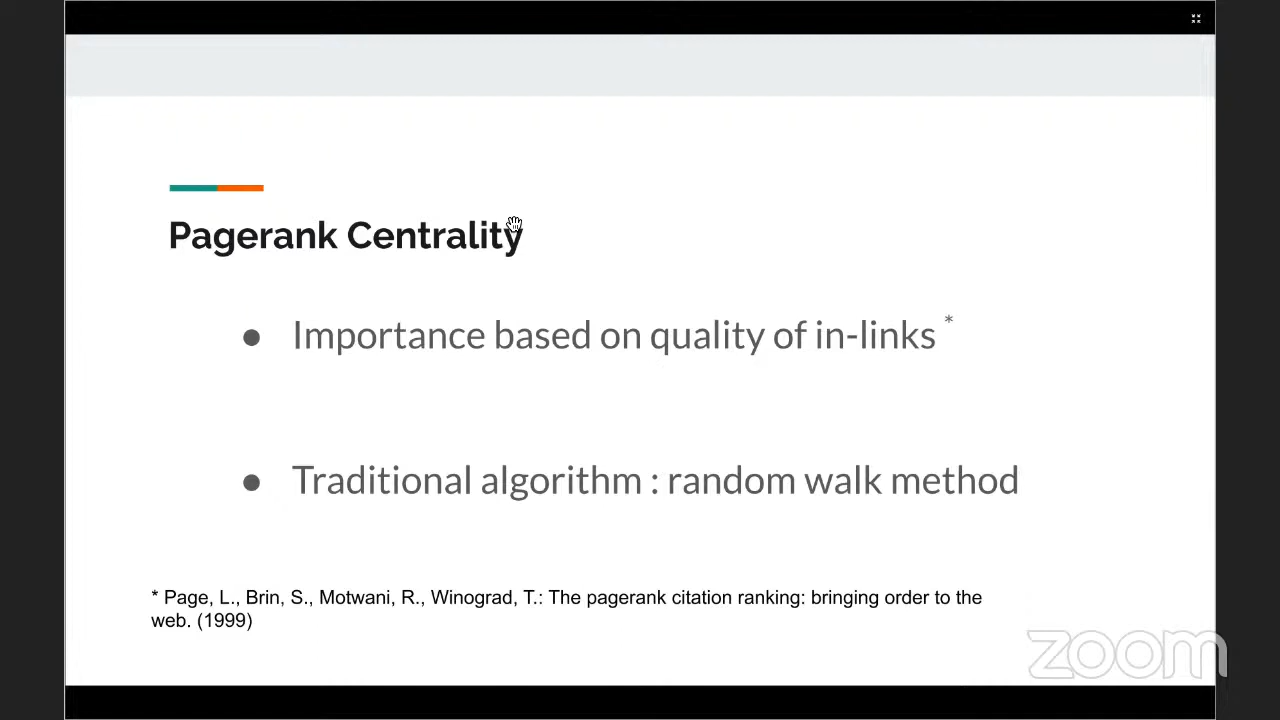 Pagerank Centrality
● Importance based on quality of in-links *
● Traditional algorithm : random walk method
* Page, L., Brin, S., Motwani, R., Winograd, T.: The pagerank citation ranking: bringing order to the
web. (1999)
zoom